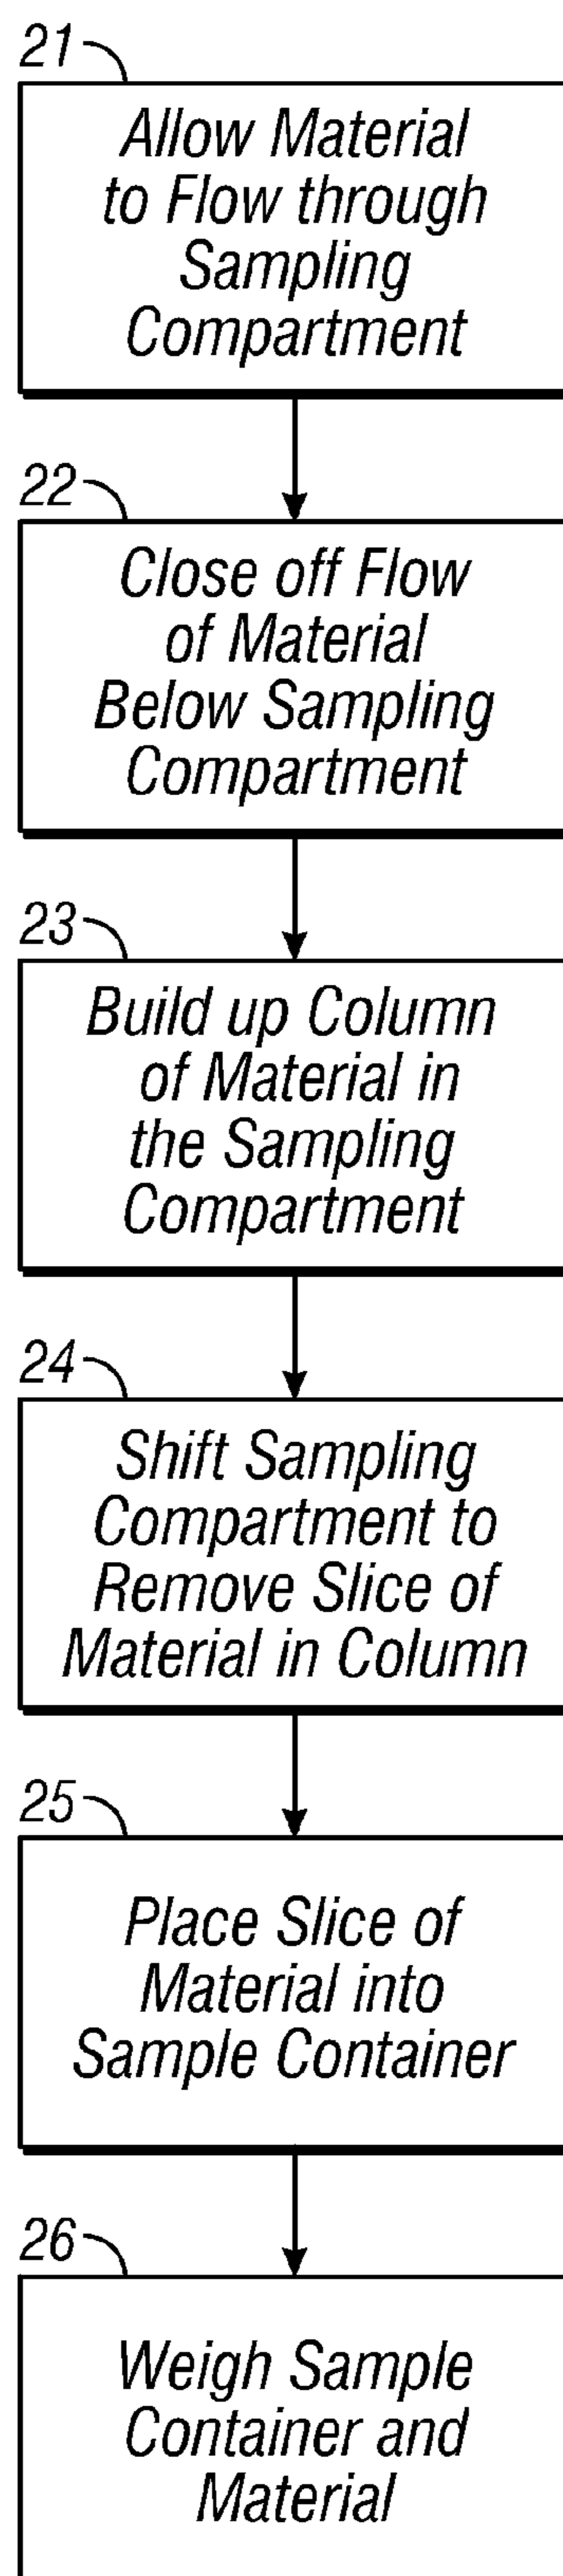 21
Allow Material
to Flow through
Sampling
Compartment
22
Close off Flow
of Material
Below Sampling
Compartment
23
Build up Column
of Material in
the Sampling
Compartment
24
Shift Sampling
Compartment to
Remove Slice of
Material in Column
25
Place Slice of
Material into
Sample Container
26
Weigh Sample
Container and
Material